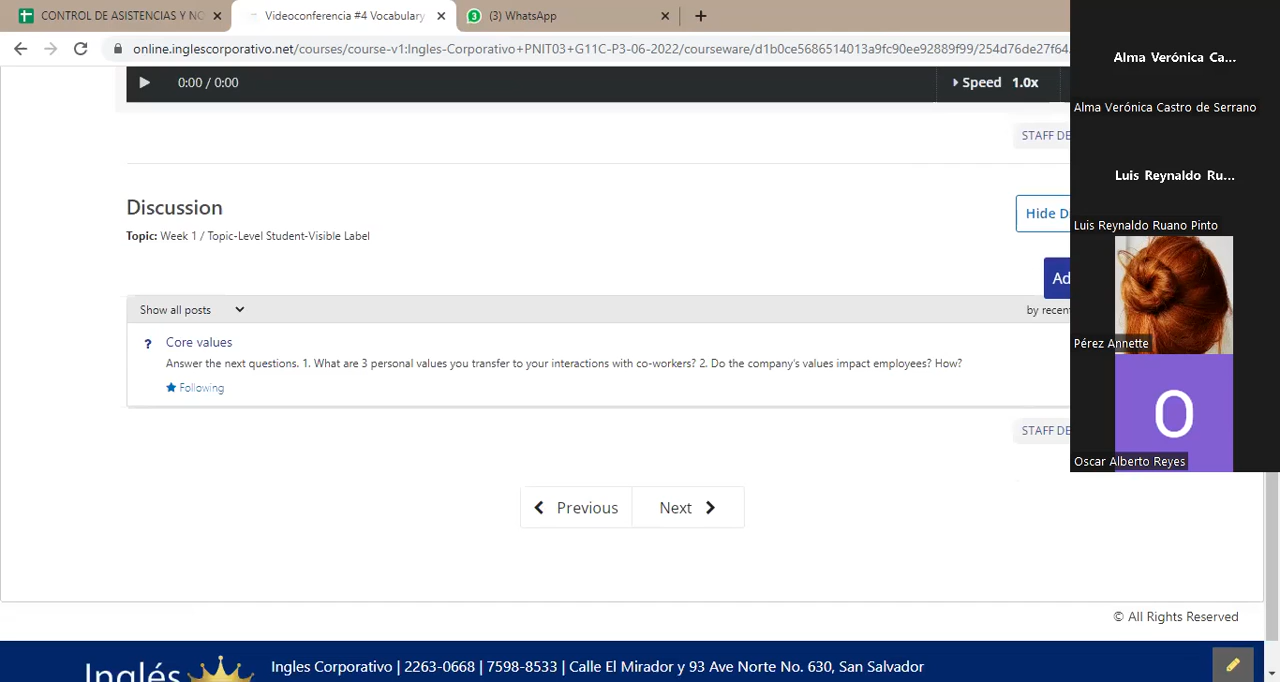 CONTROL DE ASISTENCIAS Y NO
Videoconferencia #4 Vocabulary
(3) WhatsApp
online.inglescorporativo.net/courses/course-v1:Ingles-Corporativo+PNIT03+G11C-P3-06-2022/courseware/d1b0ce5686514013a9fc90ee92889f99/254d76de27f64
Alma Verónica Ca...
0:00 / 0:00
Speed 1.0x
Alma Verónica Castro de Serrano
STAFF DE
Luis Reynaldo Ru...
Discussion
Hide D
Luis Reynaldo Ruano Pinto
Topic: Week 1 / Topic-Level Student-Visible Label
Ad
Show all posts
by recent
Core values
Pérez Annette
Answer the next questions. 1. What are 3 personal values you transfer to your interactions with co-workers? 2. Do the company's values impact employees? How?
Following
O
STAFF DE
Oscar Alberto Reyes
Previous
Next
© All Rights Reserved
Inglés
Ingles Corporativo | 2263-0668 | 7598-8533 | Calle El Mirador y 93 Ave Norte No. 630, San Salvador